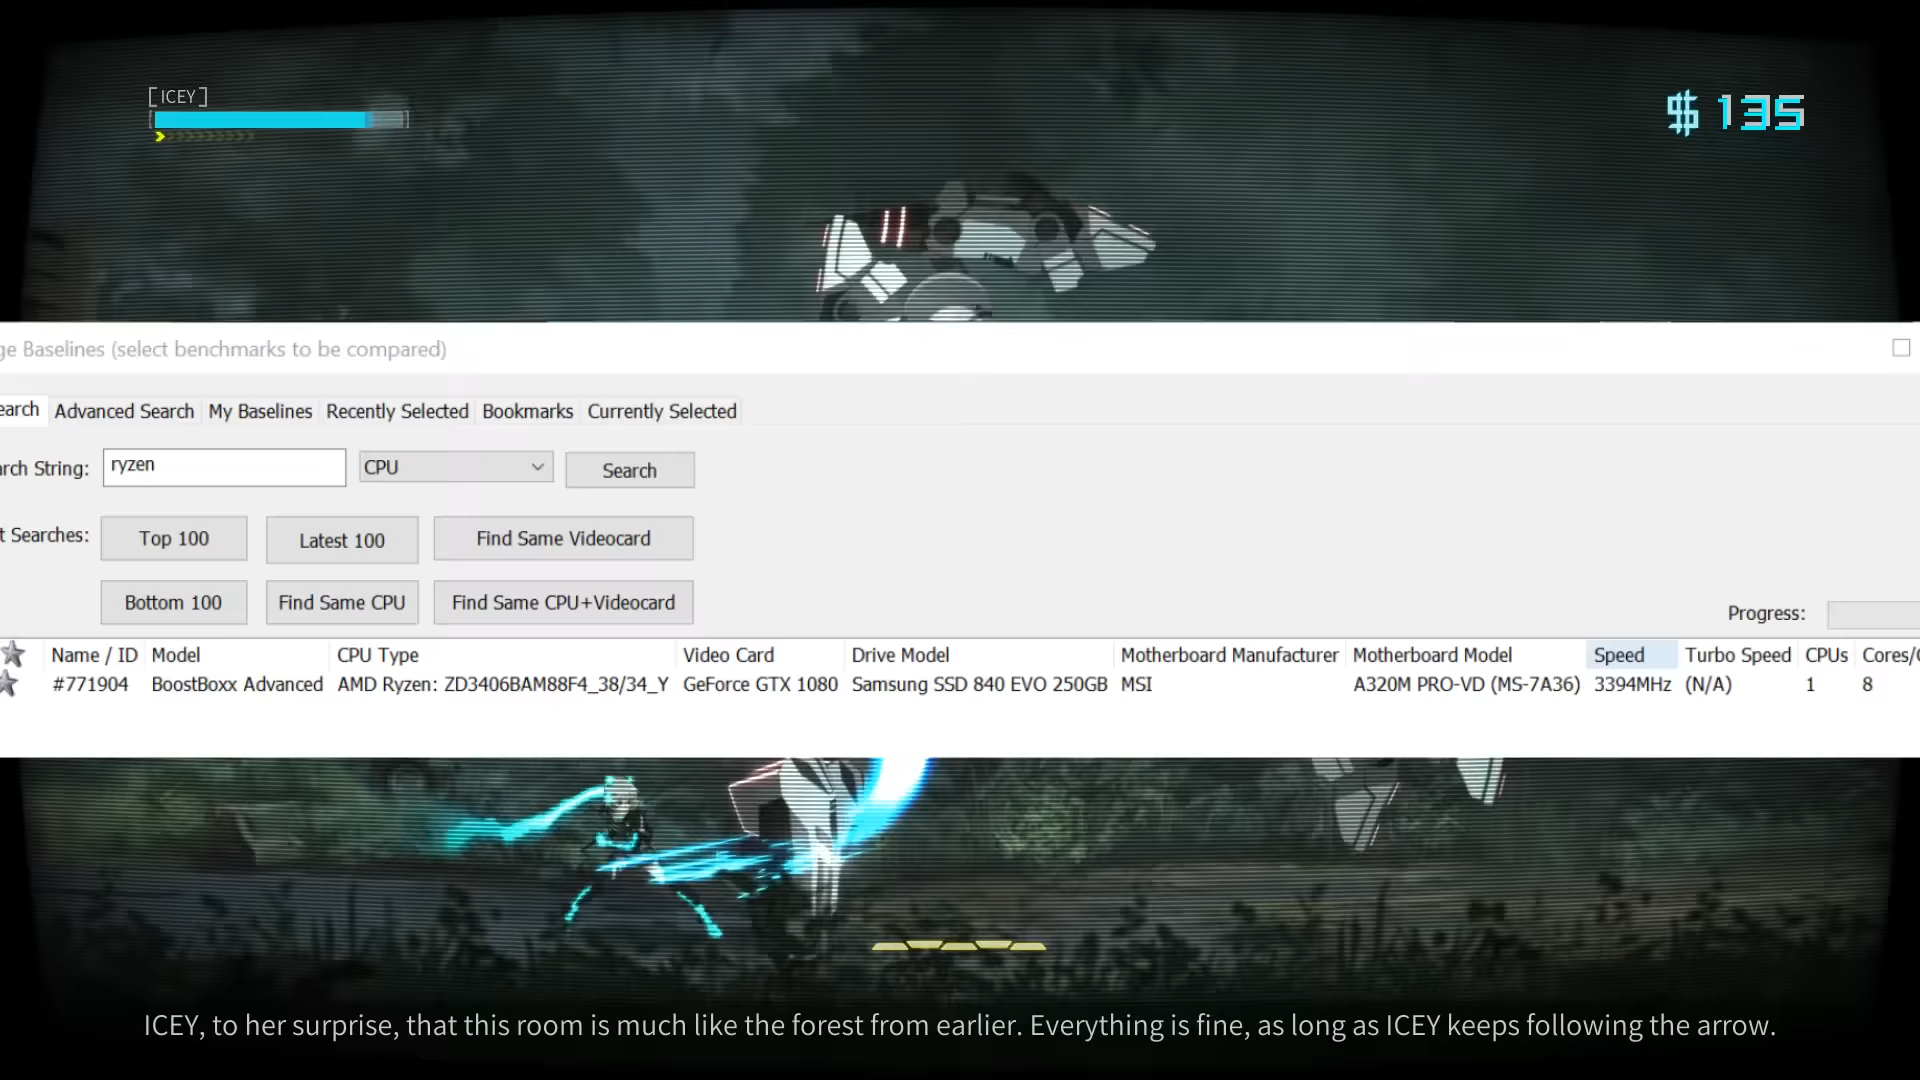 [ICEY]
$ 135
ge Baselines (select benchmarks to be compared)
earch Advanced Search My Baselines Recently Selected Bookmarks Currently Selected
rch String: ryzen CPU Search
t Searches: Top 100 Latest 100 Find Same Videocard
Bottom 100 Find Same CPU Find Same CPU+Videocard
Progress:
Name / ID Model CPU Type Video Card Drive Model Motherboard Manufacturer Motherboard Model Speed Turbo Speed CPUs Cores/
#771904 BoostBoxx Advanced AMD Ryzen: ZD3406BAM88F4_38/34_Y GeForce GTX 1080 Samsung SSD 840 EVO 250GB MSI A320M PRO-VD (MS-7A36) 3394MHz (N/A) 1 8
ICEY, to her surprise, that this room is much like the forest from earlier. Everything is fine, as long as ICEY keeps following the arrow.